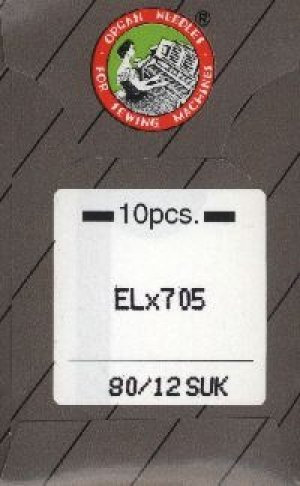 ORGAN NEEDLES ®
FOR SEWING MACHINES
10pcs.
ELx705
80/12 SUK